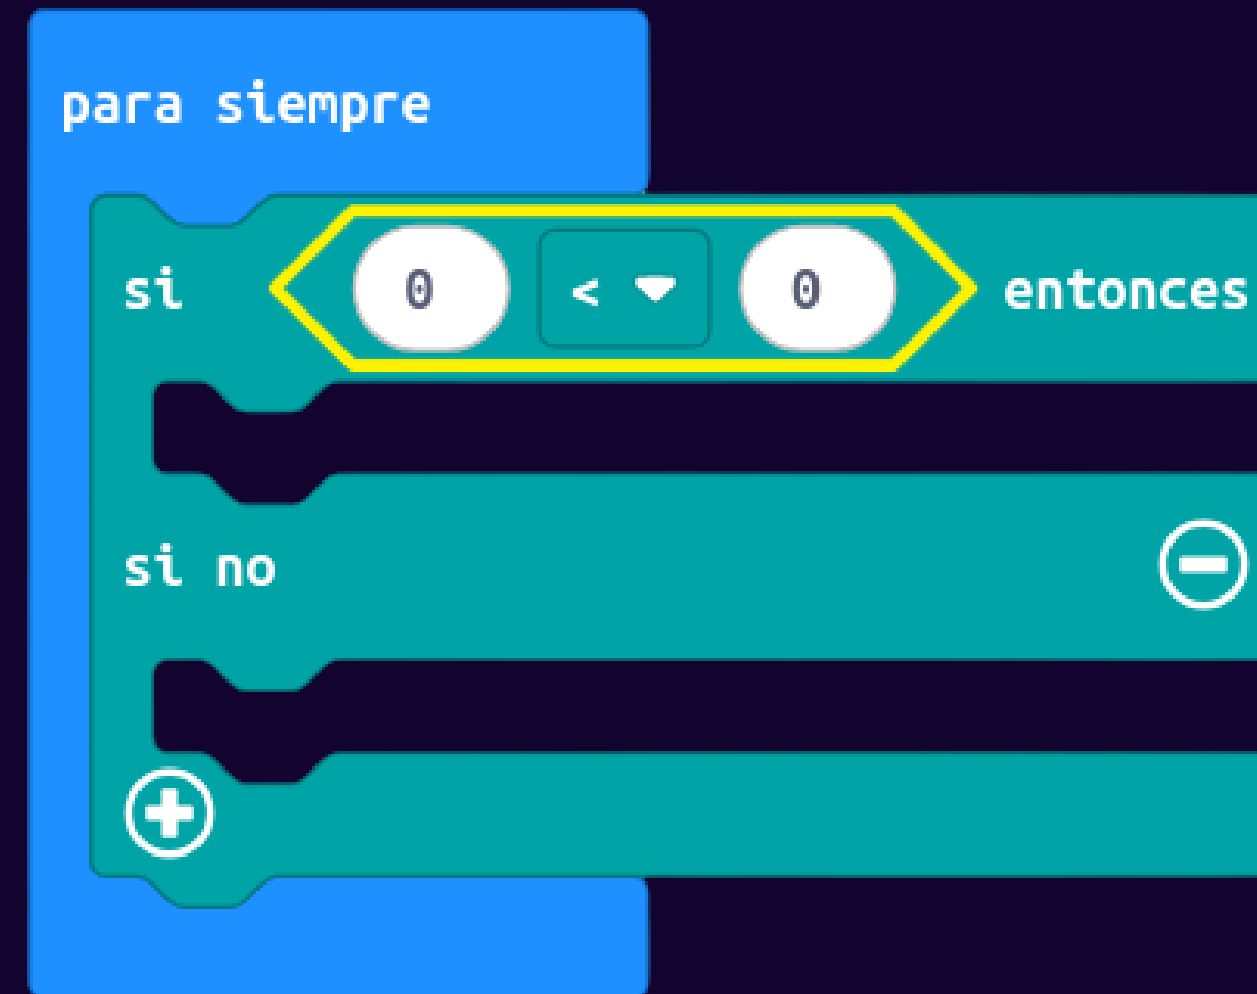 para siempre
si 0 < 0 entonces
si no